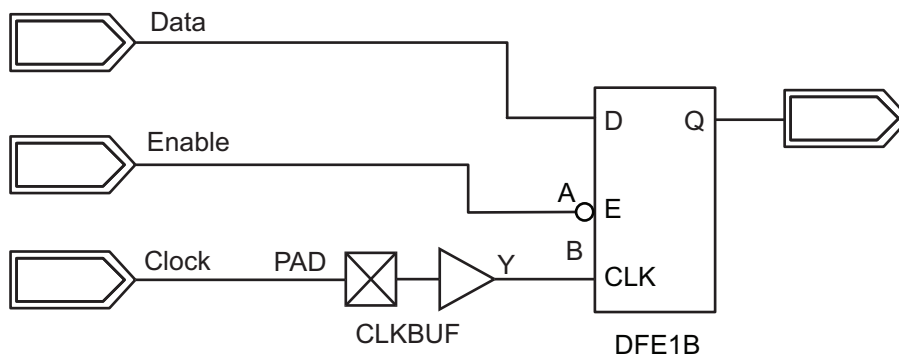 Data
D
Q
Enable
A
E
Clock
PAD
Y
B
CLK
CLKBUF
DFE1B